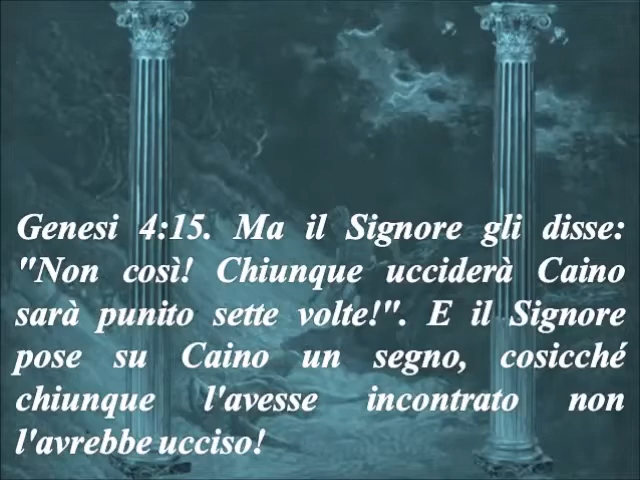 Genesi 4:15. Ma il Signore gli disse:
"Non così! Chiunque ucciderà Caino
sarà punito sette volte!". E il Signore
pose su Caino un segno, cosicché
chiunque l'avesse incontrato non
l'avrebbe ucciso!